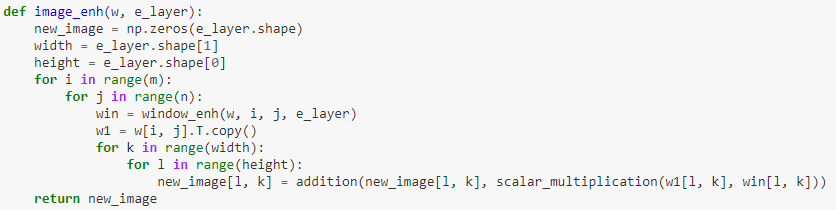 def image_enh(w, e_layer):
    new_image = np.zeros(e_layer.shape)
    width = e_layer.shape[1]
    height = e_layer.shape[0]
    for i in range(m):
        for j in range(n):
            win = window_enh(w, i, j, e_layer)
            w1 = w[i, j].T.copy()
            for k in range(width):
                for l in range(height):
                    new_image[l, k] = addition(new_image[l, k], scalar_multiplication(w1[l, k], win[l, k]))
    return new_image